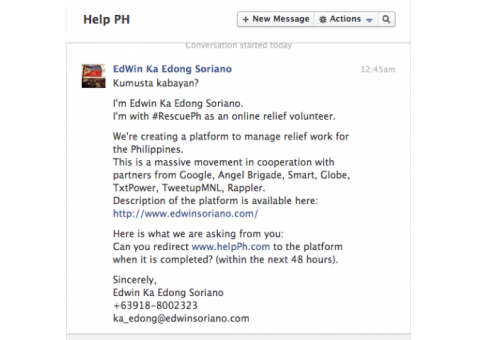 Help PH
+ New Message
Actions
Conversation started today
EdWin Ka Edong Soriano
12:45am
Kumusta kabayan?
I'm Edwin Ka Edong Soriano.
I'm with #RescuePh as an online relief volunteer.
We're creating a platform to manage relief work for
the Philippines.
This is a massive movement in cooperation with
partners from Google, Angel Brigade, Smart, Globe,
TxtPower, TweetupMNL, Rappler.
Description of the platform is available here:
http://www.edwinsoriano.com/
Here is what we are asking from you:
Can you redirect www.helpPh.com to the platform
when it is completed? (within the next 48 hours).
Sincerely,
Edwin Ka Edong Soriano
+63918-8002323
ka_edong@edwinsoriano.com